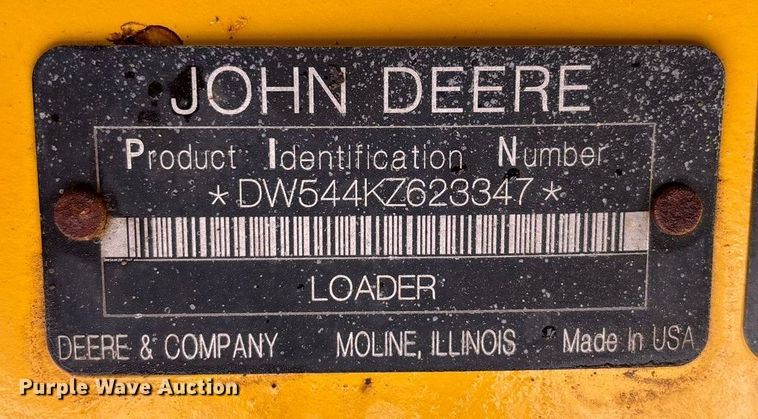 JOHN DEERE
Product Identification Number
*DW544KZ623347*
LOADER
DEERE & COMPANY MOLINE, ILLINOIS Made In USA
Purple Wave Auction